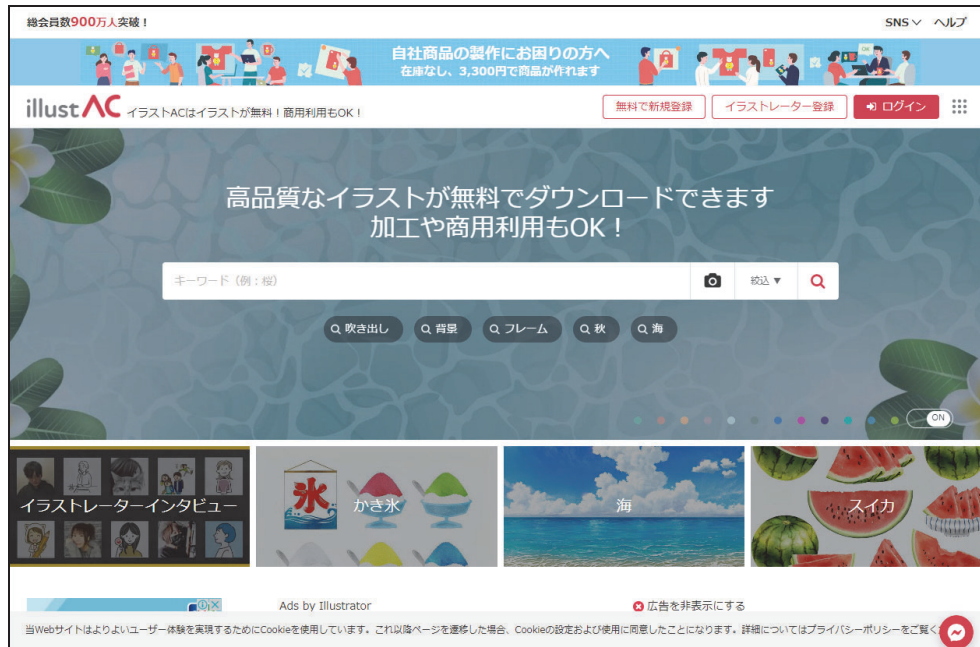 総会員数900万人突破！
SNS ヘルプ
自社商品の製作にお困りの方へ
在庫なし、3,300円で商品が作れます
illustAC イラストACはイラストが無料！商用利用もOK！
無料で新規登録 イラストレーター登録 ログイン
高品質なイラストが無料でダウンロードできます
加工や商用利用もOK！
キーワード（例：桜） 絞込▼
吹き出し 背景 フレーム 秋 海
ON
イラストレーターインタビュー 氷 かき氷 海 スイカ
Ads by Illustrator 広告を非表示にする
当Webサイトはよりよいユーザー体験を実現するためにCookieを使用しています。これ以降ページを遷移した場合、Cookieの設定および使用に同意したことになります。詳細についてはプライバシーポリシーをご覧く